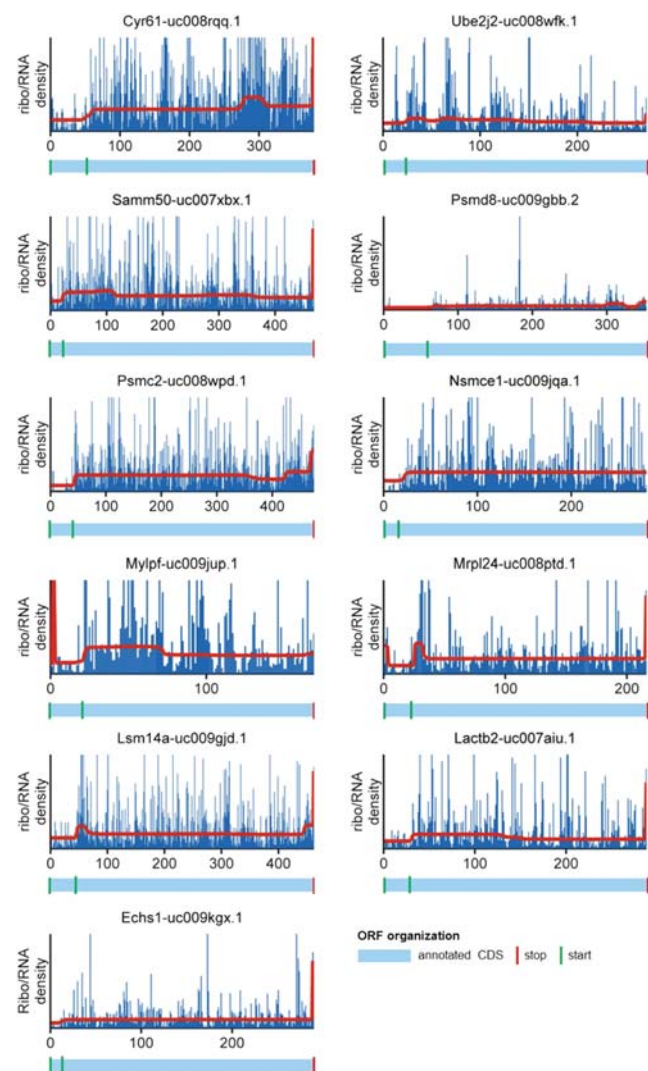 Cyr61-uc008rqq.1
ribo/RNA
density
0 100 200 300
Ube2j2-uc008wfk.1
ribo/RNA
density
0 100 200
Samm50-uc007xbx.1
ribo/RNA
density
0 100 200 300 400
Psmd8-uc009gbb.2
ribo/RNA
density
0 100 200 300
Psmc2-uc008wpd.1
ribo/RNA
density
0 100 200 300 400
Nsmce1-uc009jqa.1
ribo/RNA
density
0 100 200
Mylpf-uc009jup.1
ribo/RNA
density
0 100
Mrpl24-uc008ptd.1
ribo/RNA
density
0 100 200
Lsm14a-uc009gjd.1
ribo/RNA
density
0 100 200 300 400
Lactb2-uc007aiu.1
ribo/RNA
density
0 100 200
Echs1-uc009kgx.1
Ribo/RNA
density
0 100 200
ORF organization
annotated CDS stop start